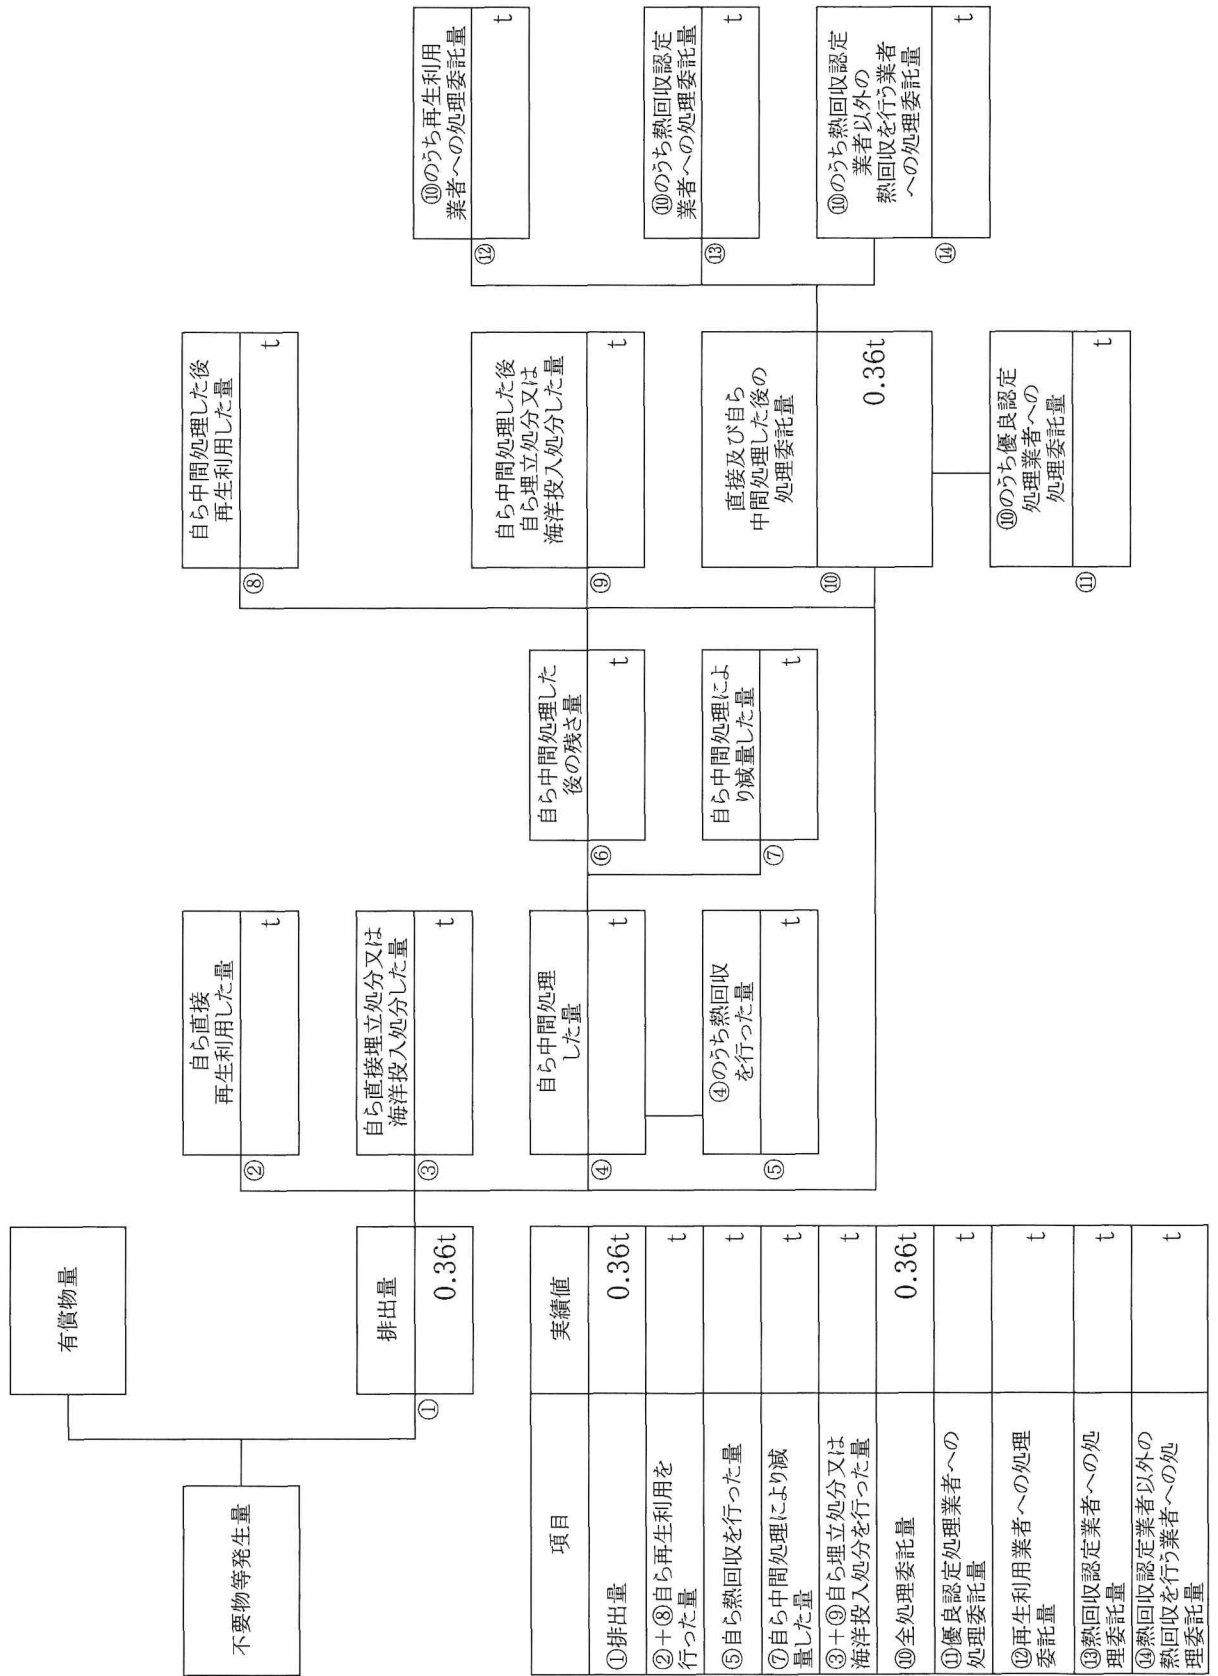 不要物等発生量
有償物量
①
排出量
0.36t
②
自ら直接
再生利用した量
t
③
自ら直接埋立処分又は
海洋投入処分した量
t
④
自ら中間処理
した量
t
⑤
④のうち熱回収
を行った量
t
⑥
自ら中間処理した
後の残さ量
t
⑦
自ら中間処理によ
り減量した量
t
⑧
自ら中間処理した後
再生利用した量
t
⑨
自ら中間処理した後
自ら埋立処分又は
海洋投入処分した量
t
⑩
直接及び自ら
中間処理した後の
処理委託量
0.36t
⑪
⑩のうち優良認定
処理業者への
処理委託量
t
⑫
⑩のうち再生利用
業者への処理委託量
t
⑬
⑩のうち熱回収認定
業者への処理委託量
t
⑭
⑩のうち熱回収認定
業者以外の
熱回収を行う業者
への処理委託量
t
項目 実績値
①排出量 0.36t
②+⑧自ら再生利用を
行った量 t
⑤自ら熱回収を行った量 t
⑦自ら中間処理により減
量した量 t
③+⑨自ら埋立処分又は
海洋投入処分を行った量 t
⑩全処理委託量 0.36t
⑪優良認定処理業者への
処理委託量 t
⑫再生利用業者への処理
委託量 t
⑬熱回収認定業者への処
理委託量 t
⑭熱回収認定業者以外の
熱回収を行う業者への処
理委託量 t